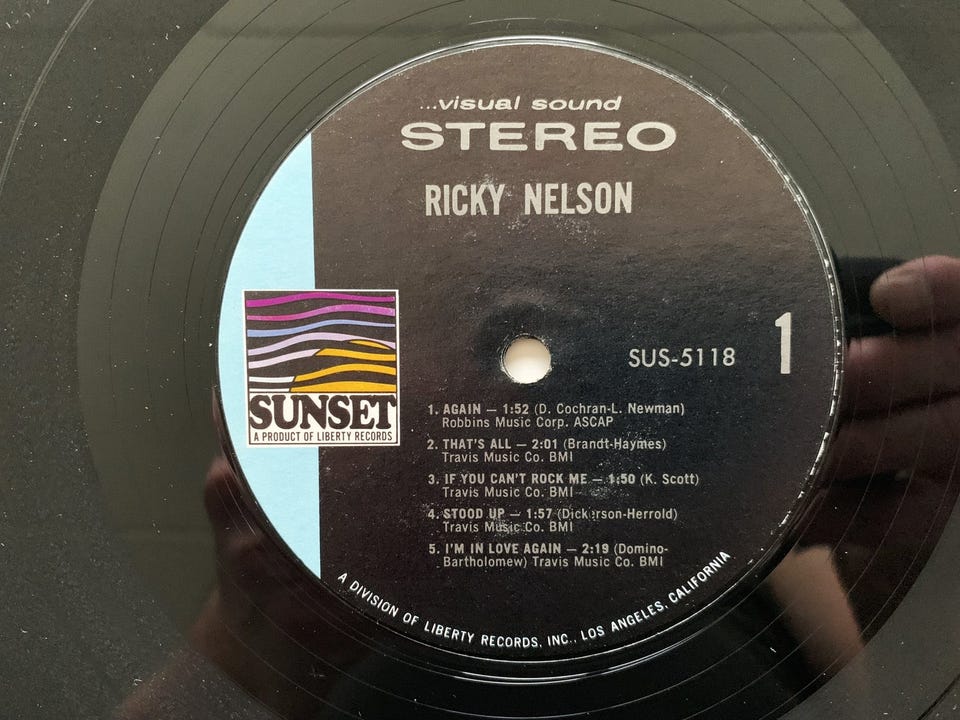 ...visual sound
STEREO
RICKY NELSON
SUS-5118
1
SUNSET
A PRODUCT OF LIBERTY RECORDS
1. AGAIN — 1:52 (D. Cochran-L. Newman)
Robbins Music Corp. ASCAP
2. THAT'S ALL — 2:01 (Brandt-Haymes)
Travis Music Co. BMI
3. IF YOU CAN'T ROCK ME — 1:50 (K. Scott)
Travis Music Co. BMI
4. STOOD UP — 1:57 (Dickerson-Herrold)
Travis Music Co. BMI
5. I'M IN LOVE AGAIN — 2:19 (Domino-
Bartholomew) Travis Music Co. BMI
A DIVISION OF LIBERTY RECORDS, INC., LOS ANGELES, CALIFORNIA